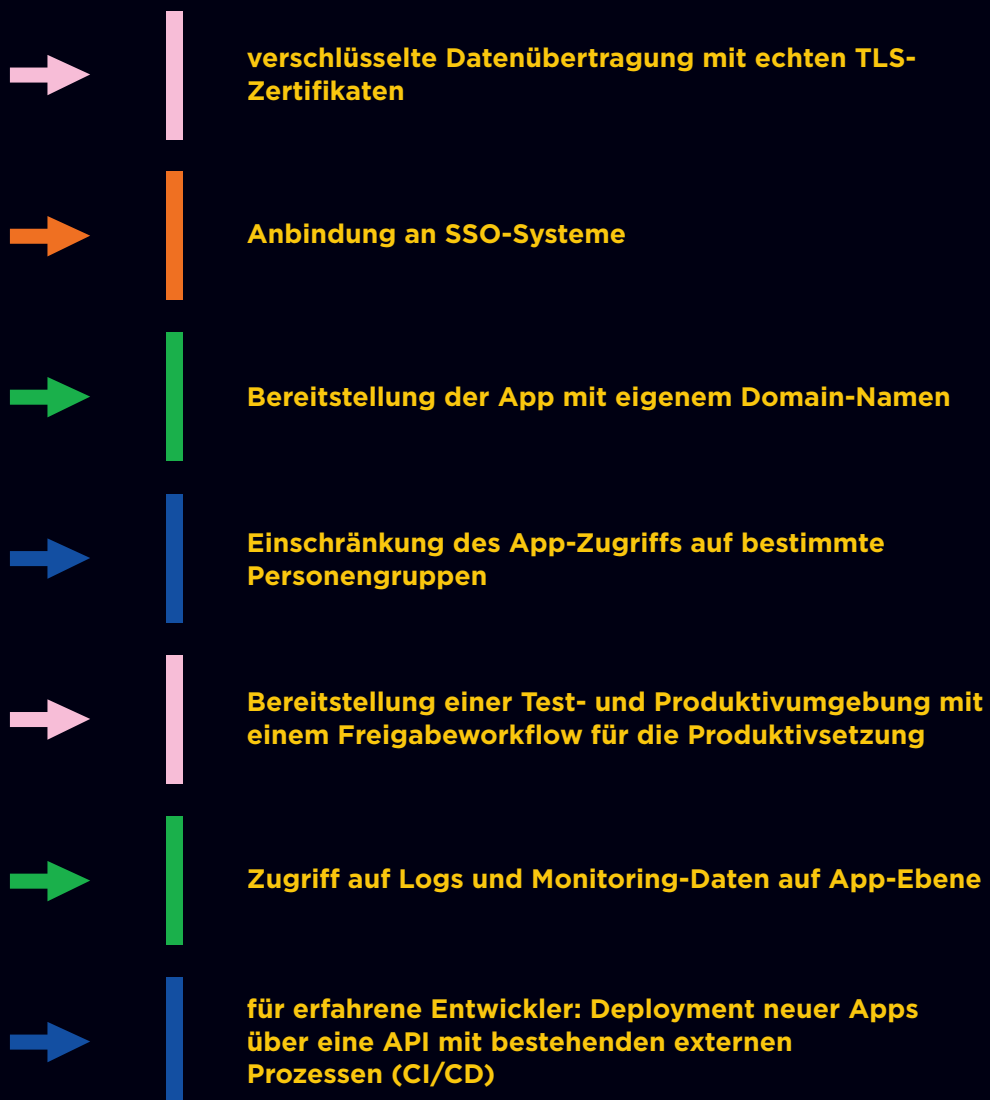 verschlüsselte Datenübertragung mit echten TLS-
Zertifikaten
Anbindung an SSO-Systeme
Bereitstellung der App mit eigenem Domain-Namen
Einschränkung des App-Zugriffs auf bestimmte
Personengruppen
Bereitstellung einer Test- und Produktivumgebung mit
einem Freigabeworkflow für die Produktivsetzung
Zugriff auf Logs und Monitoring-Daten auf App-Ebene
für erfahrene Entwickler: Deployment neuer Apps
über eine API mit bestehenden externen
Prozessen (CI/CD)